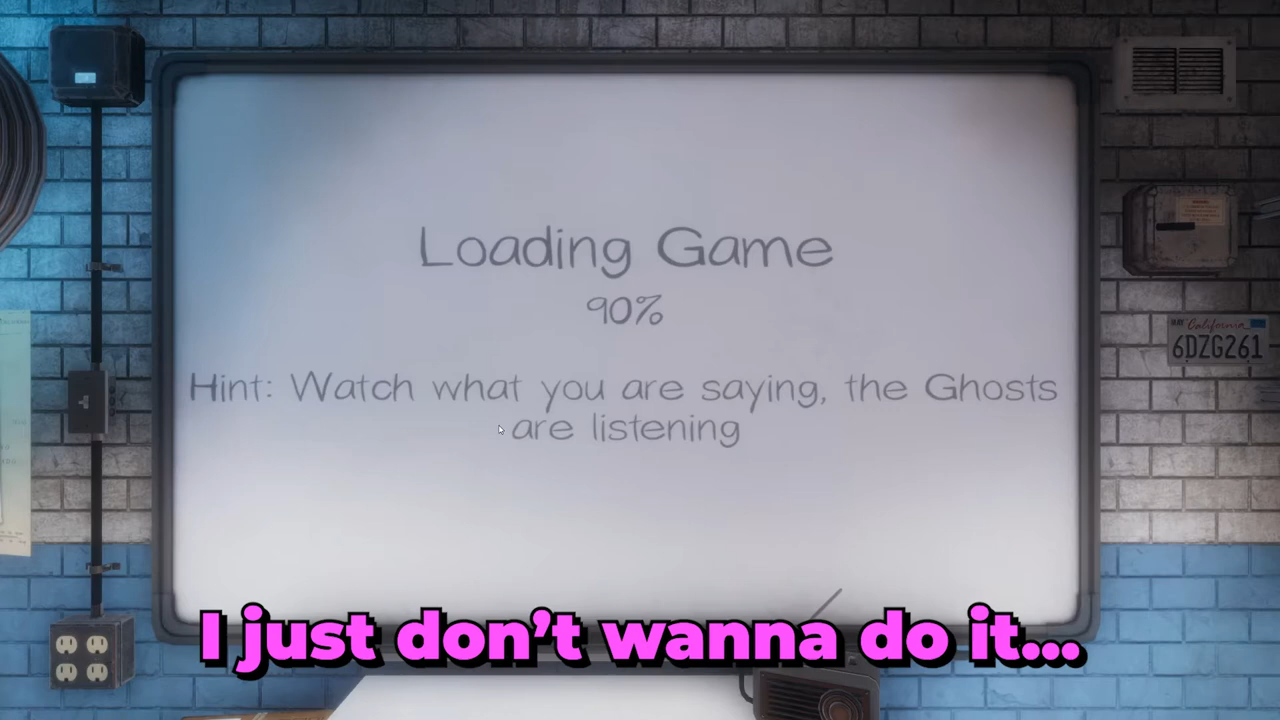 Loading Game
90%
California
6DZG261
Hint: Watch what you are saying, the Ghosts
are listening
I just don't wanna do it...